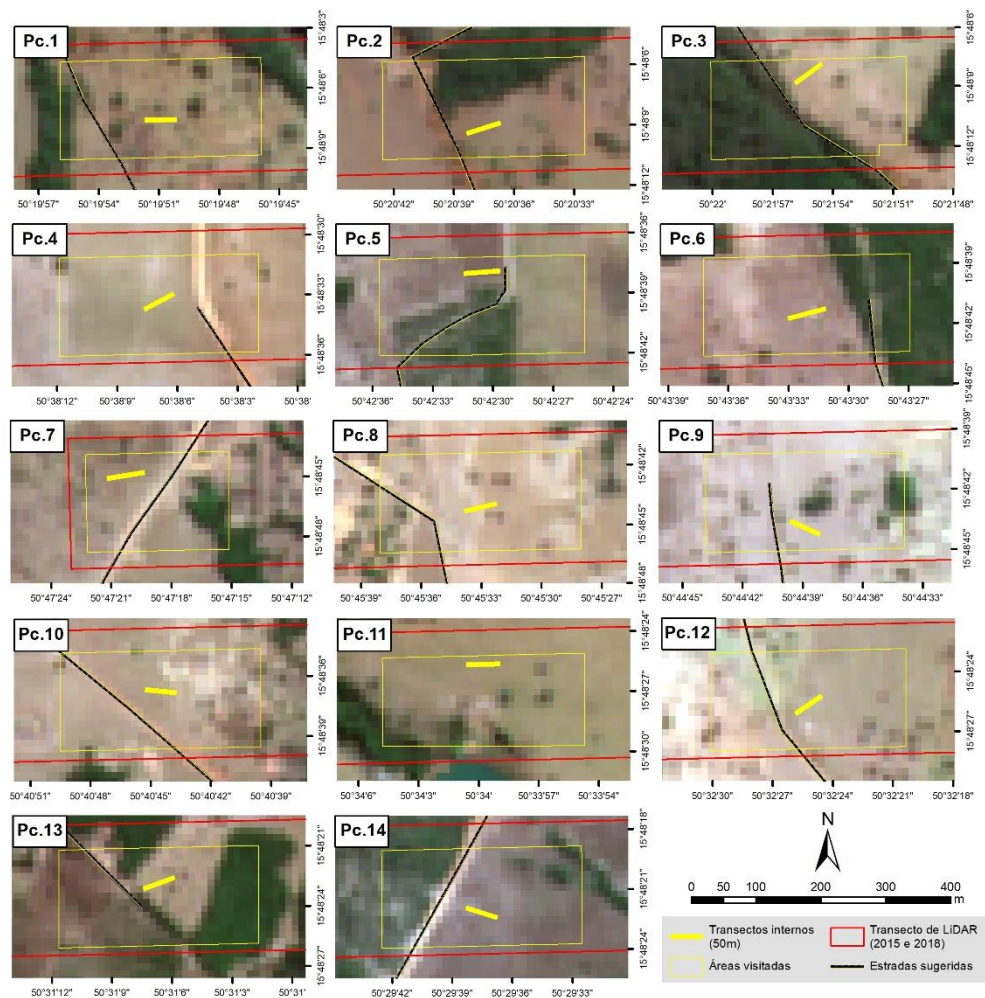 Pc.1
15°48'3"
15°48'6"
15°48'9"
50°19'57" 50°19'54" 50°19'51" 50°19'48" 50°19'45"
Pc.2
15°48'6"
15°48'9"
15°48'12"
50°20'42" 50°20'39" 50°20'36" 50°20'33"
Pc.3
15°48'6"
15°48'9"
15°48'12"
50°22' 50°21'57" 50°21'54" 50°21'51" 50°21'48"
Pc.4
15°48'30"
15°48'33"
15°48'36"
50°38'12" 50°38'9" 50°38'6" 50°38'3" 50°38'
Pc.5
15°48'36"
15°48'39"
15°48'42"
50°42'36" 50°42'33" 50°42'30" 50°42'27" 50°42'24"
Pc.6
15°48'39"
15°48'42"
15°48'45"
50°43'39" 50°43'36" 50°43'33" 50°43'30" 50°43'27"
Pc.7
15°48'45"
15°48'48"
50°47'24" 50°47'21" 50°47'18" 50°47'15" 50°47'12"
Pc.8
15°48'42"
15°48'45"
15°48'48"
50°45'39" 50°45'36" 50°45'33" 50°45'30" 50°45'27"
Pc.9
15°48'39"
15°48'42"
15°48'45"
50°44'45" 50°44'42" 50°44'39" 50°44'36" 50°44'33"
Pc.10
15°48'36"
15°48'39"
50°40'51" 50°40'48" 50°40'45" 50°40'42" 50°40'39"
Pc.11
15°48'24"
15°48'27"
15°48'30"
50°34'6" 50°34'3" 50°34' 50°33'57" 50°33'54"
Pc.12
15°48'24"
15°48'27"
50°32'30" 50°32'27" 50°32'24" 50°32'21" 50°32'18"
Pc.13
15°48'21"
15°48'24"
15°48'27"
50°31'12" 50°31'9" 50°31'6" 50°31'3" 50°31'
Pc.14
15°48'18"
15°48'21"
15°48'24"
50°29'42" 50°29'39" 50°29'36" 50°29'33"
N
0 50 100 200 300 400
m
Transectos internos
(50m)
Transecto de LiDAR
(2015 e 2018)
Áreas visitadas
Estradas sugeridas